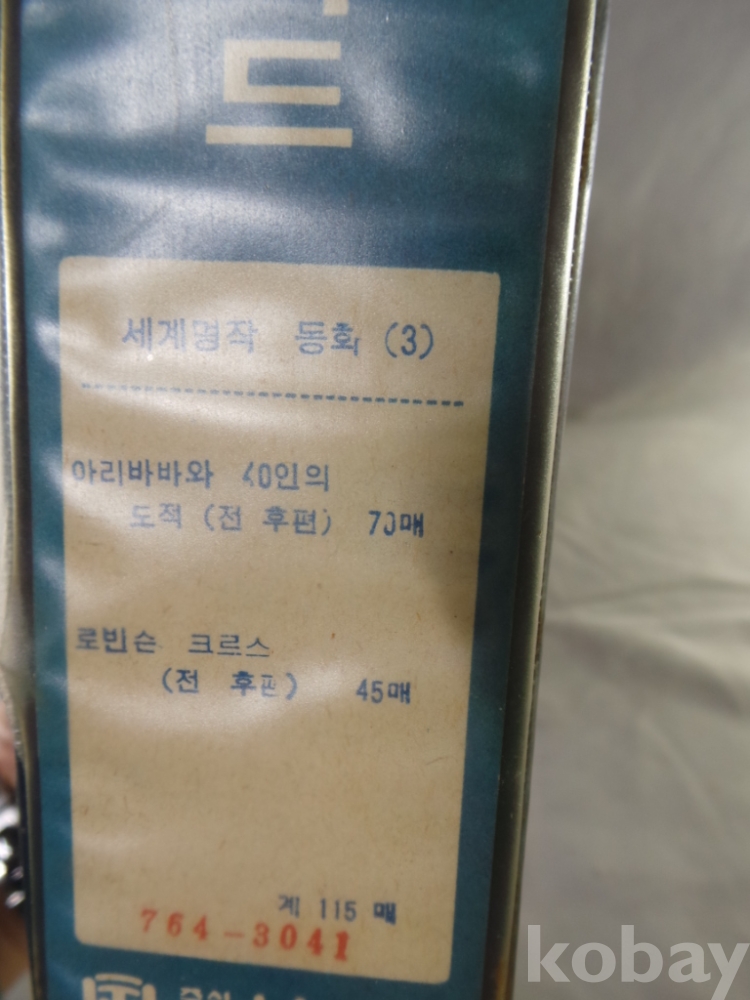 드
세계명작 동화 (3)
아리바바와 40인의
도적 (전 후편) 70매
로빈슨 크르스
(전 후편) 45매
계 115 매
764-3041
kobay